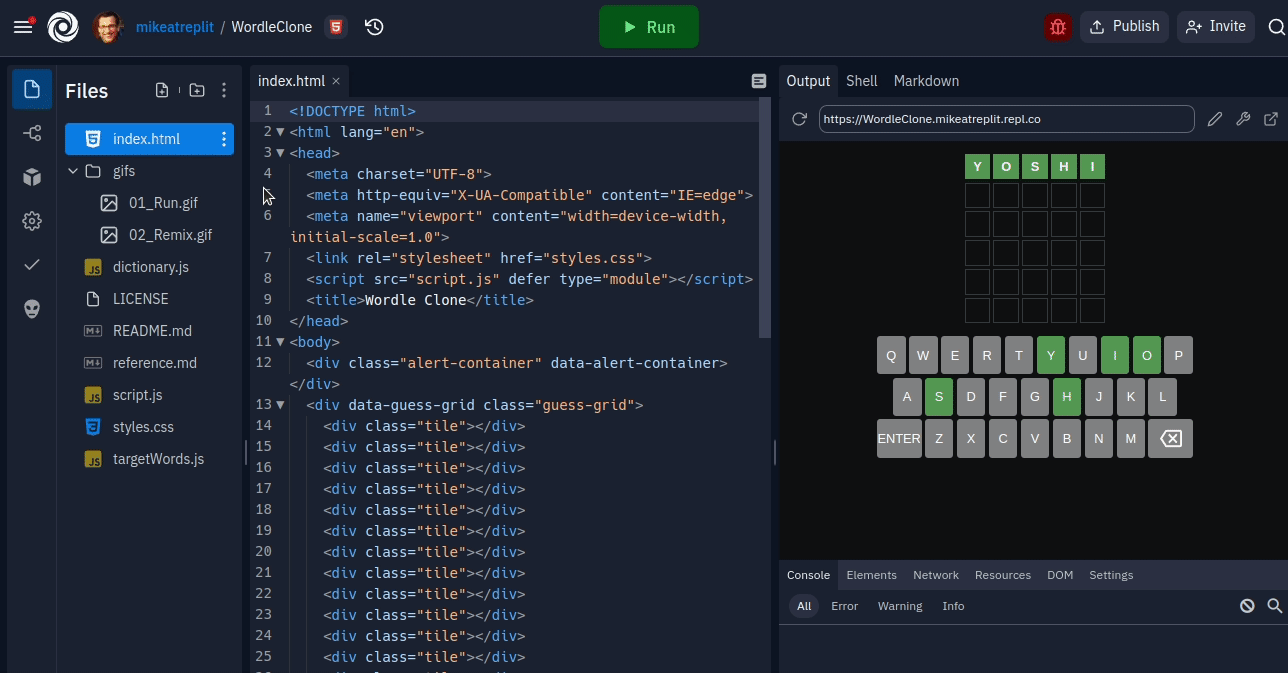 mikeatreplit / WordleClone
Run
Publish
Invite
Files
index.html
gifs
01_Run.gif
02_Remix.gif
JS dictionary.js
LICENSE
M↓ README.md
M↓ reference.md
JS script.js
styles.css
JS targetWords.js
index.html ×
1 <!DOCTYPE html>
2 <html lang="en">
3 <head>
4 <meta charset="UTF-8">
<meta http-equiv="X-UA-Compatible" content="IE=edge">
6 <meta name="viewport" content="width=device-width,
initial-scale=1.0">
7 <link rel="stylesheet" href="styles.css">
8 <script src="script.js" defer type="module"></script>
9 <title>Wordle Clone</title>
10 </head>
11 <body>
12 <div class="alert-container" data-alert-container>
</div>
13 <div data-guess-grid class="guess-grid">
14 <div class="tile"></div>
15 <div class="tile"></div>
16 <div class="tile"></div>
17 <div class="tile"></div>
18 <div class="tile"></div>
19 <div class="tile"></div>
20 <div class="tile"></div>
21 <div class="tile"></div>
22 <div class="tile"></div>
23 <div class="tile"></div>
24 <div class="tile"></div>
25 <div class="tile"></div>
Output Shell Markdown
https://WordleClone.mikeatreplit.repl.co
Y O S H I
Q W E R T Y U I O P
A S D F G H J K L
ENTER Z X C V B N M
Console Elements Network Resources DOM Settings
All Error Warning Info